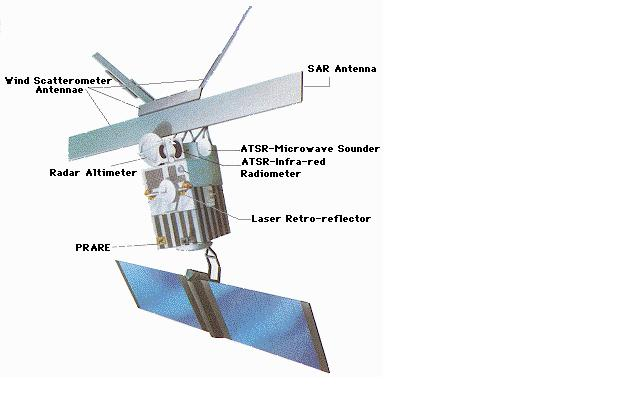 SAR Antenna
Wind Scatterometer
Antennae
ATSR-Microwave Sounder
ATSR-Infra-red
Radiometer
Radar Altimeter
Laser Retro-reflector
PRARE